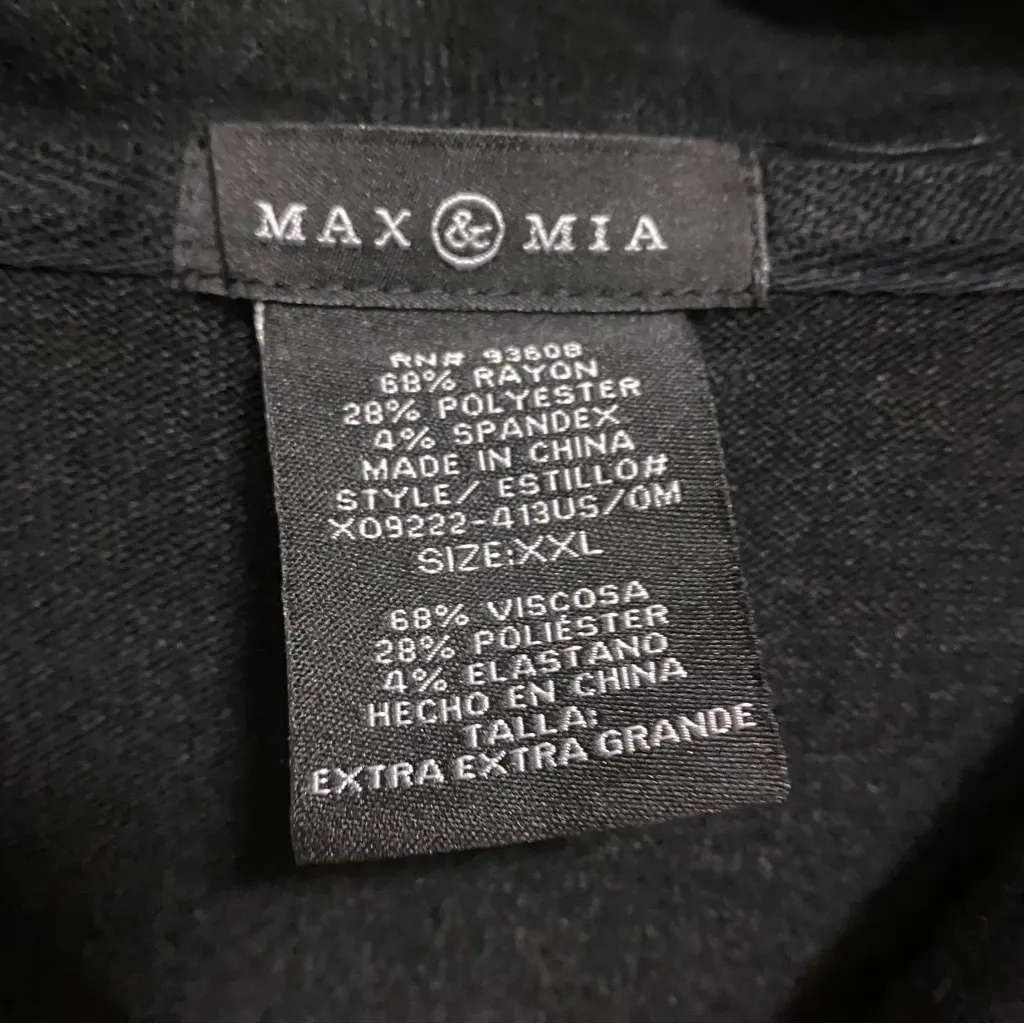 MAX & MIA
RN# 93608
68% RAYON
28% POLYESTER
4% SPANDEX
MADE IN CHINA
STYLE/ ESTILLO#
X09222-413US/OM
SIZE:XXL
68% VISCOSA
28% POLIÉSTER
4% ELASTANO
HECHO EN CHINA
TALLA:
EXTRA EXTRA GRANDE